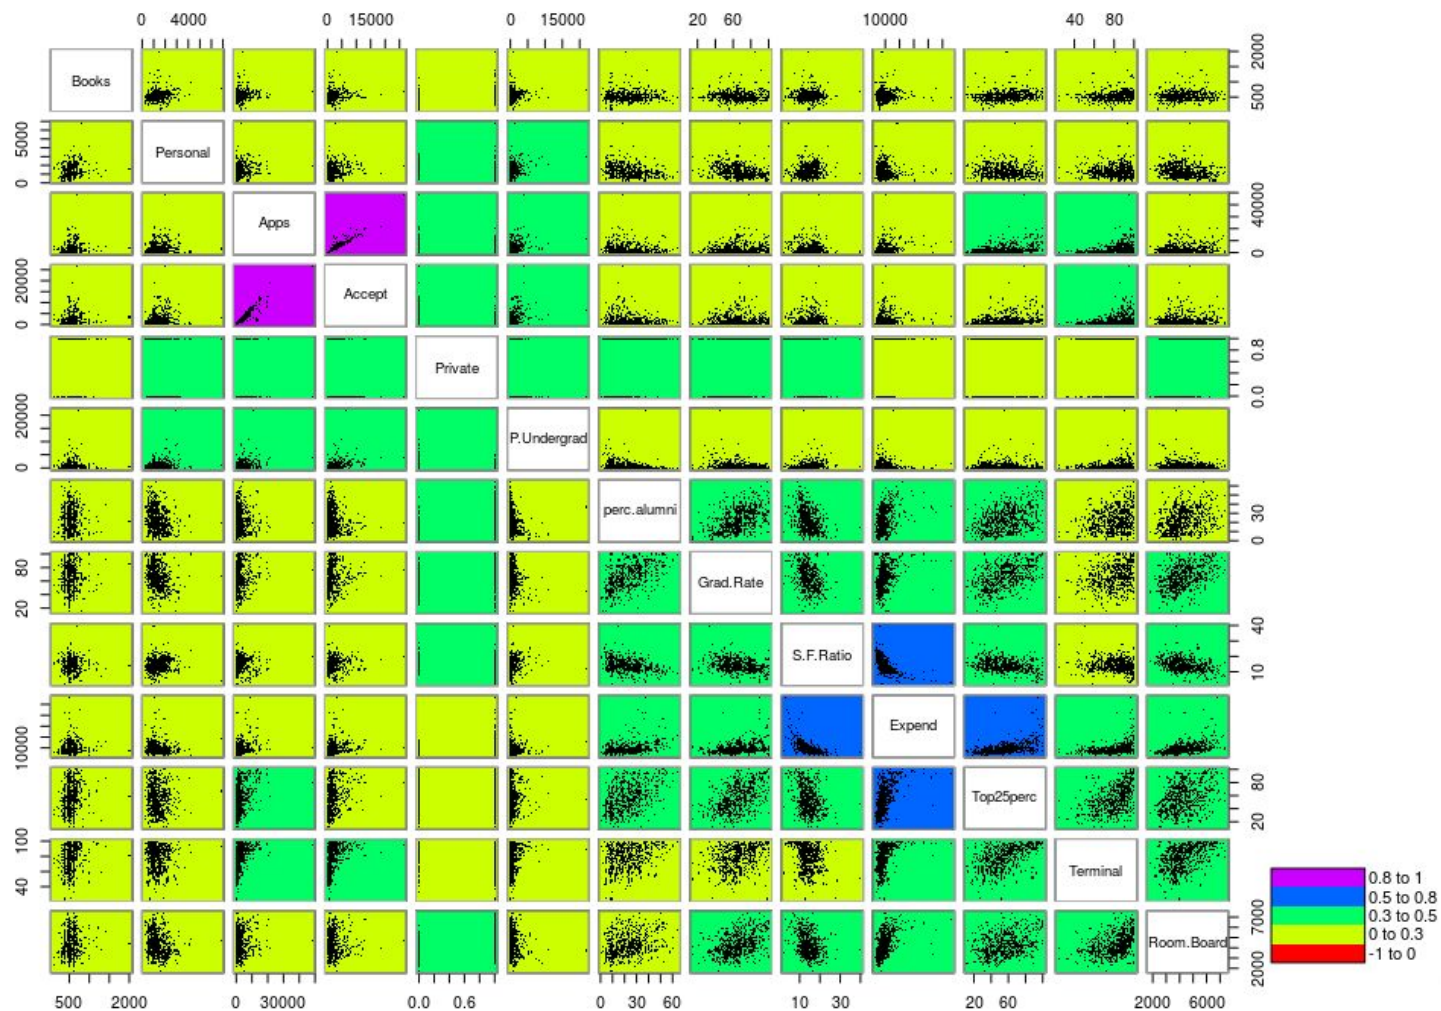 0 4000 0 15000 0 15000 20 60 10000 40 80
Books
500 2000
0 5000
Personal
Apps
0 40000
0 20000
Accept
Private
0.0 0.8
0 20000
P.Undergrad
perc.alumni
0 30
20 80
Grad.Rate
S.F.Ratio
10 40
10000
Expend
Top25perc
20 80
40 100
Terminal
0.8 to 1
0.5 to 0.8
0.3 to 0.5
0 to 0.3
-1 to 0
Room.Board
2000 7000
500 2000 0 30000 0.0 0.6 0 30 60 10 30 20 60 2000 6000